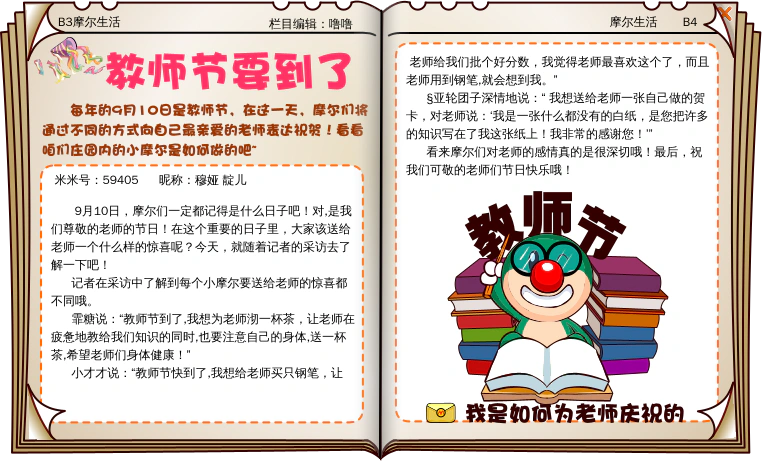 B3摩尔生活
栏目编辑：噜噜
教师节要到了
每年的9月10日是教师节，在这一天，摩尔们将
通过不同的方式向自己最亲爱的老师表达祝贺！看看
咱们庄园内的小摩尔是如何做的吧~
米米号：59405 昵称：穆娅 靛儿
9月10日，摩尔们一定都记得是什么日子吧！对,是我
们尊敬的老师的节日！在这个重要的日子里，大家该送给
老师一个什么样的惊喜呢？今天，就随着记者的采访去了
解一下吧！
记者在采访中了解到每个小摩尔要送给老师的惊喜都
不同哦。
霏糖说：“教师节到了,我想为老师沏一杯茶，让老师在
疲惫地教给我们知识的同时,也要注意自己的身体,送一杯
茶,希望老师们身体健康！”
小才才说：“教师节快到了,我想给老师买只钢笔，让
摩尔生活 B4
老师给我们批个好分数，我觉得老师最喜欢这个了，而且
老师用到钢笔,就会想到我。”
§亚轮团子深情地说：“ 我想送给老师一张自己做的贺
卡，对老师说：‘我是一张什么都没有的白纸，是您把许多
的知识写在了我这张纸上！我非常的感谢您！’”
看来摩尔们对老师的感情真的是很深切哦！最后，祝
我们可敬的老师们节日快乐哦！
教师节
我是如何为老师庆祝的